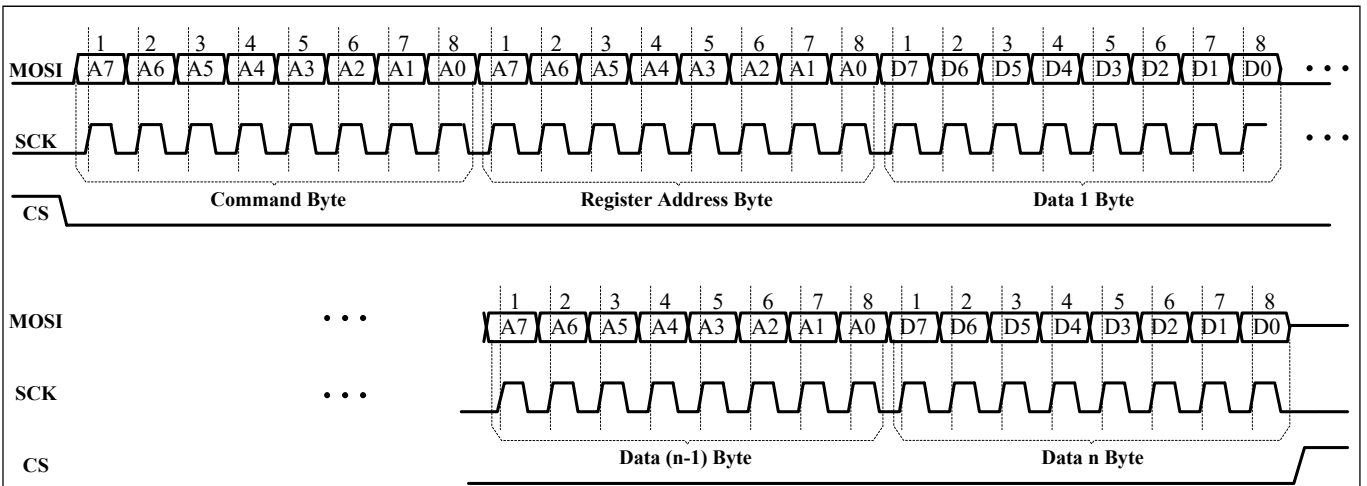 1 2 3 4 5 6 7 8 1 2 3 4 5 6 7 8 1 2 3 4 5 6 7 8
MOSI A7 A6 A5 A4 A3 A2 A1 A0 A7 A6 A5 A4 A3 A2 A1 A0 D7 D6 D5 D4 D3 D2 D1 D0 • • •
SCK • • •
Command Byte Register Address Byte Data 1 Byte
CS
1 2 3 4 5 6 7 8 1 2 3 4 5 6 7 8
MOSI • • • A7 A6 A5 A4 A3 A2 A1 A0 D7 D6 D5 D4 D3 D2 D1 D0
SCK • • •
Data (n-1) Byte Data n Byte
CS